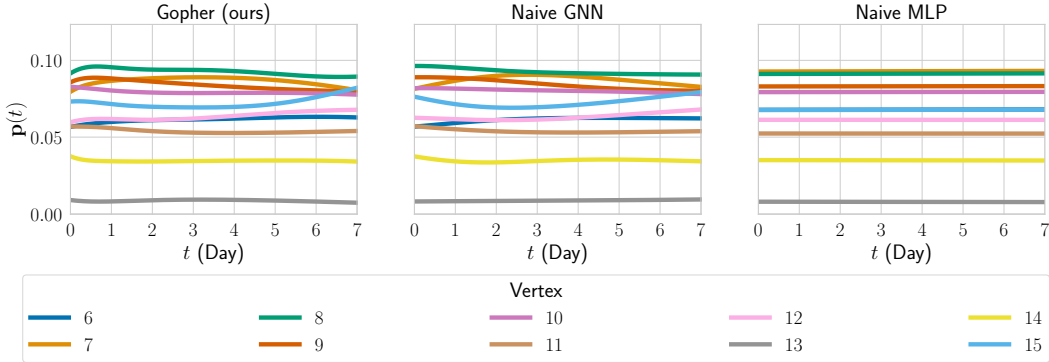 Gopher (ours) Naive GNN Naive MLP
0.10
0.05
0.00
p(t)
0 1 2 3 4 5 6 7 0 1 2 3 4 5 6 7 0 1 2 3 4 5 6 7
t (Day) t (Day) t (Day)
Vertex
6 8 10 12 14
7 9 11 13 15